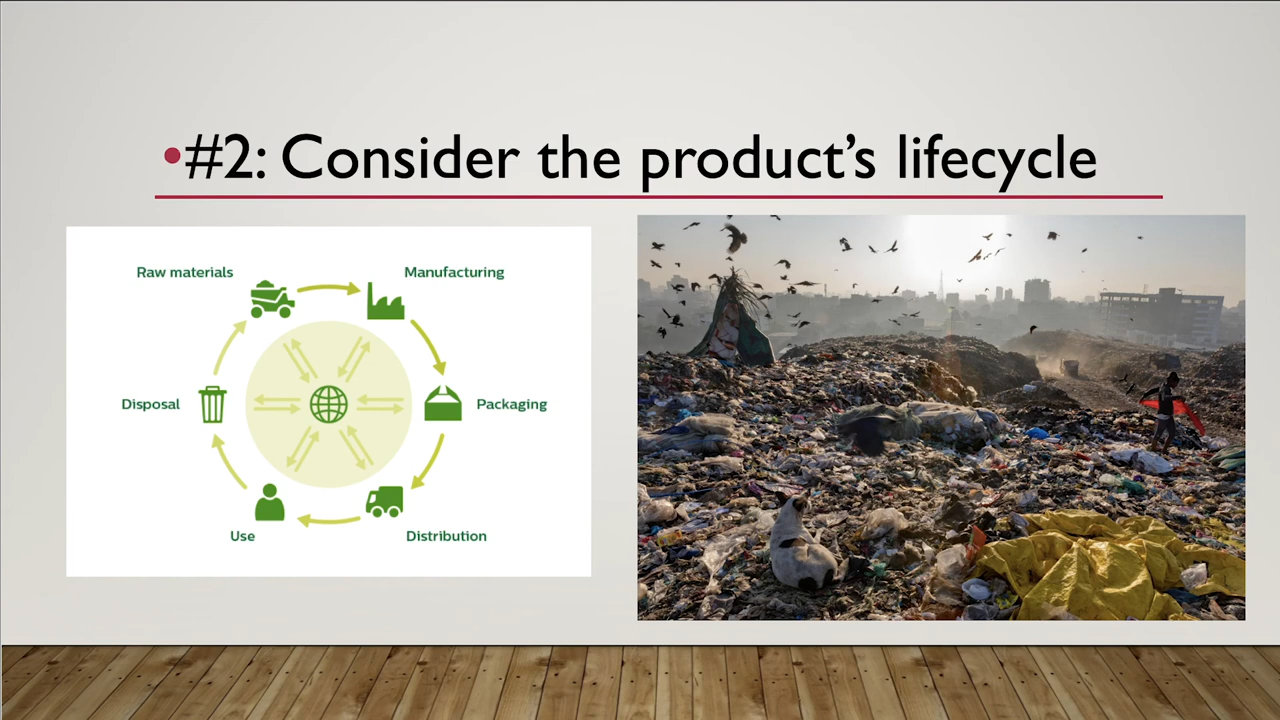 •#2: Consider the product’s lifecycle
Raw materials
Manufacturing
Disposal
Packaging
Use
Distribution